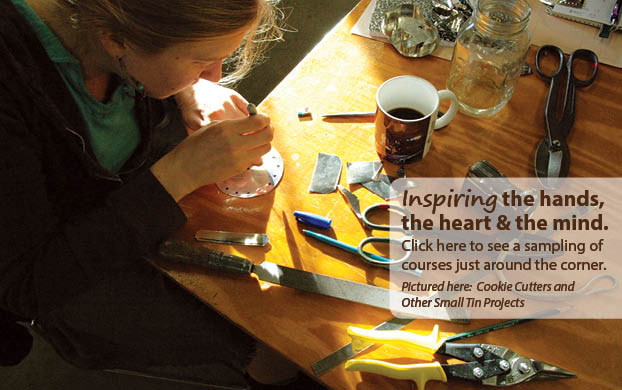 Inspiring the hands,
the heart & the mind.
Click here to see a sampling of
courses just around the corner.
Pictured here: Cookie Cutters and
Other Small Tin Projects